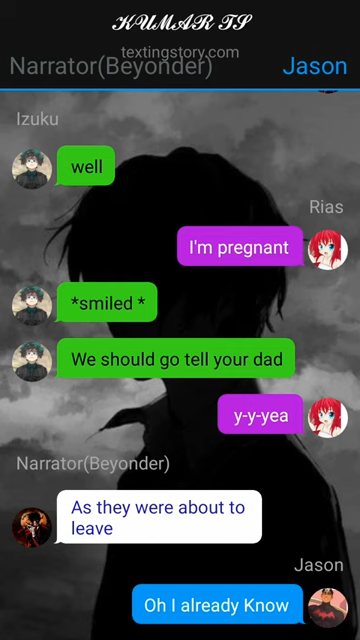 KUMAR TS
textingstory.com
Narrator(Beyonder) Jason
Izuku
well
Rias
I'm pregnant
*smiled *
We should go tell your dad
y-y-yea
Narrator(Beyonder)
As they were about to
leave
Jason
Oh I already Know